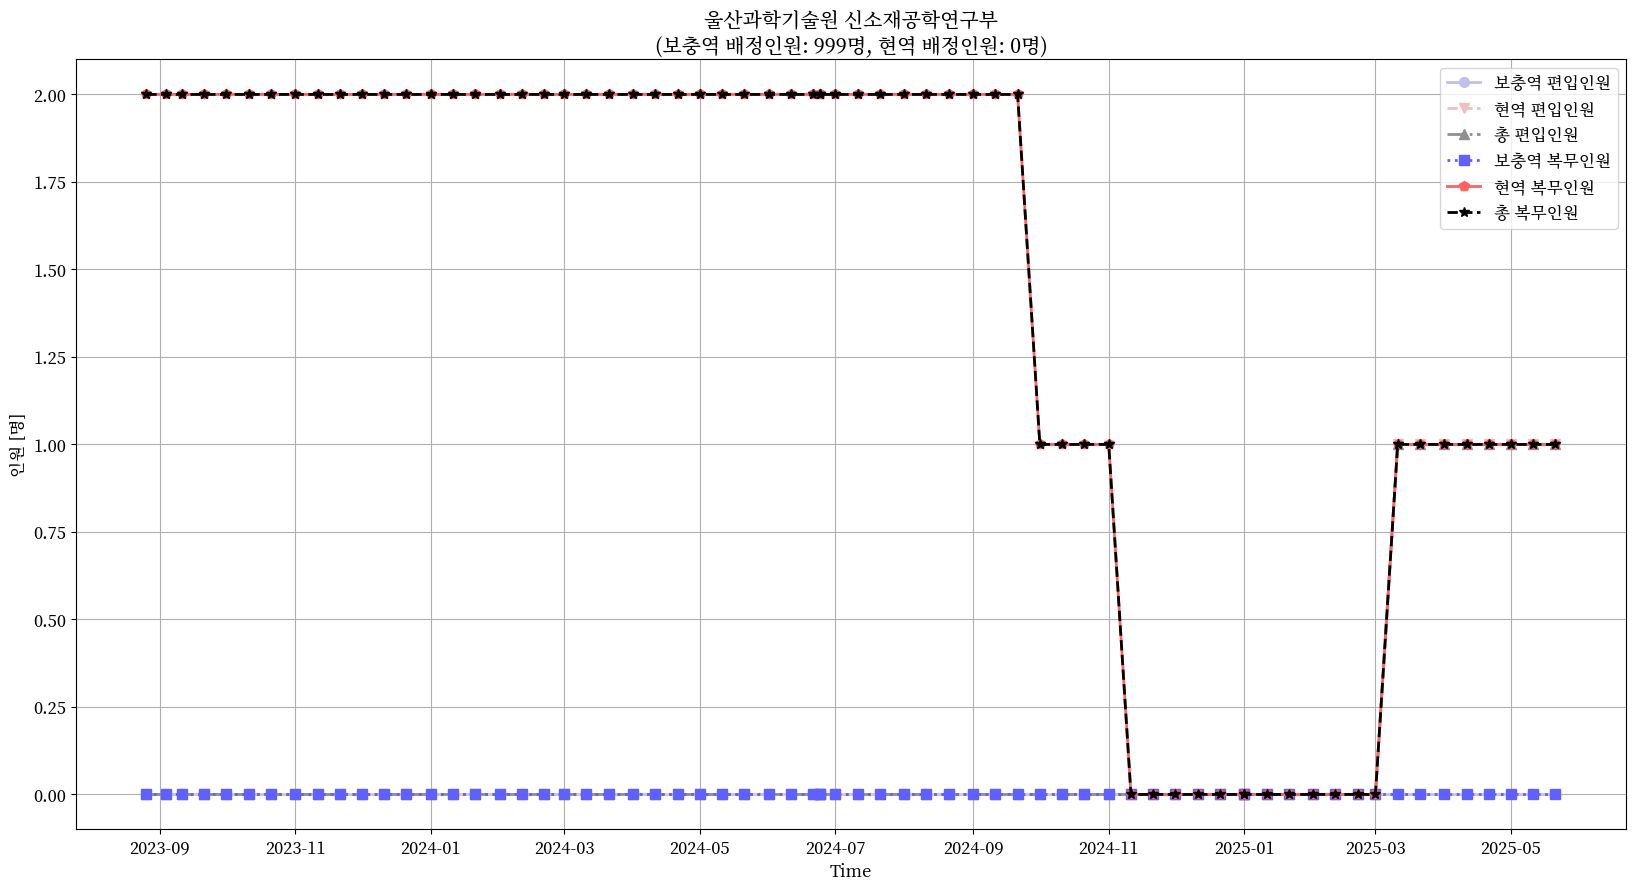 울산과학기술원 신소재공학연구부
(보충역 배정인원: 999명, 현역 배정인원: 0명)
보충역 편입인원
현역 편입인원
총 편입인원
보충역 복무인원
현역 복무인원
총 복무인원
인원 [명]
2.00
1.75
1.50
1.25
1.00
0.75
0.50
0.25
0.00
2023-09
2023-11
2024-01
2024-03
2024-05
2024-07
2024-09
2024-11
2025-01
2025-03
2025-05
Time